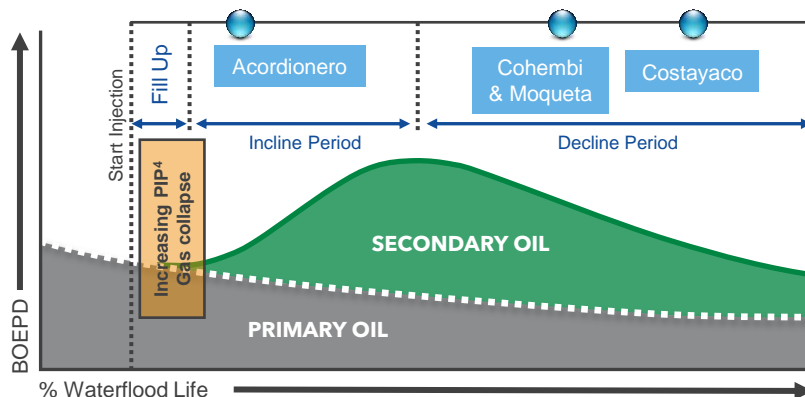 Start Injection
Fill Up
Acordionero
Cohembi
& Moqueta
Costayaco
Incline Period
Decline Period
Increasing PIP⁴
Gas collapse
SECONDARY OIL
PRIMARY OIL
BOEPD
% Waterflood Life